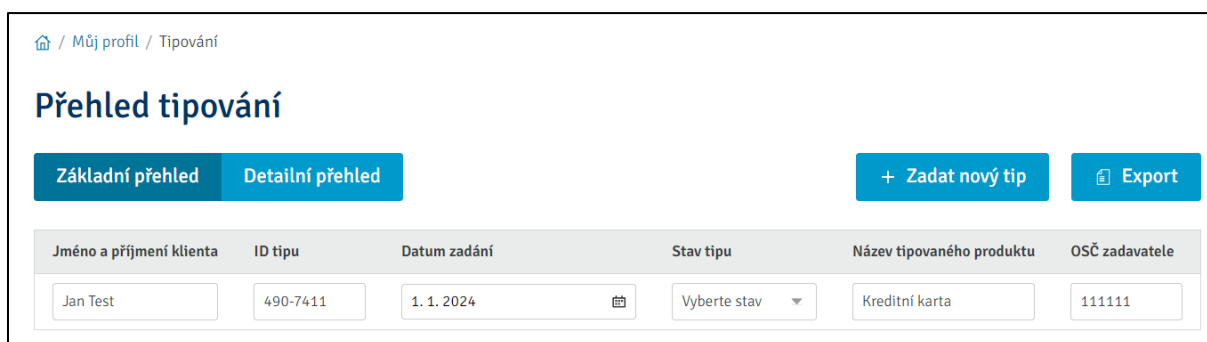 / Můj profil / Tipování
Přehled tipování
Základní přehled Detailní přehled + Zadat nový tip Export
Jméno a příjmení klienta ID tipu Datum zadání Stav tipu Název tipovaného produktu OSČ zadavatele
Jan Test 490-7411 1. 1. 2024 Vyberte stav Kreditní karta 111111